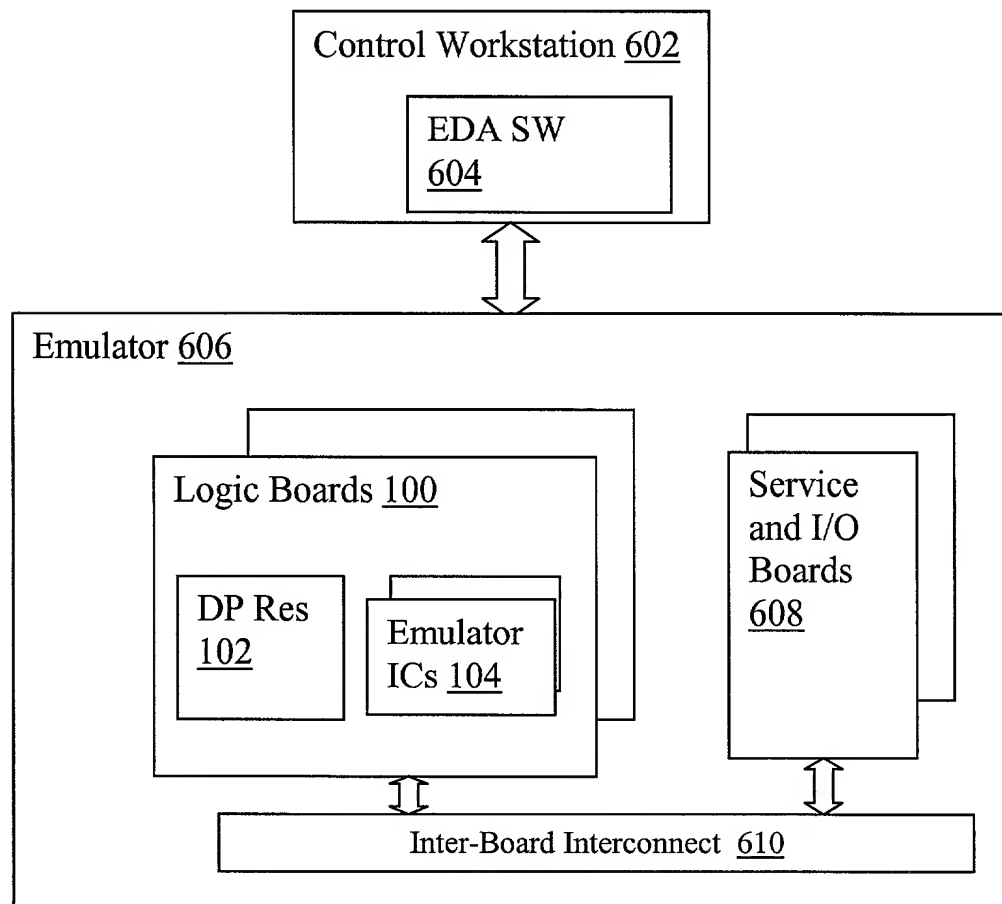 Control Workstation 602
EDA SW
604
Emulator 606
Logic Boards 100
DP Res
102
Emulator
ICs 104
Service
and I/O
Boards
608
Inter-Board Interconnect 610